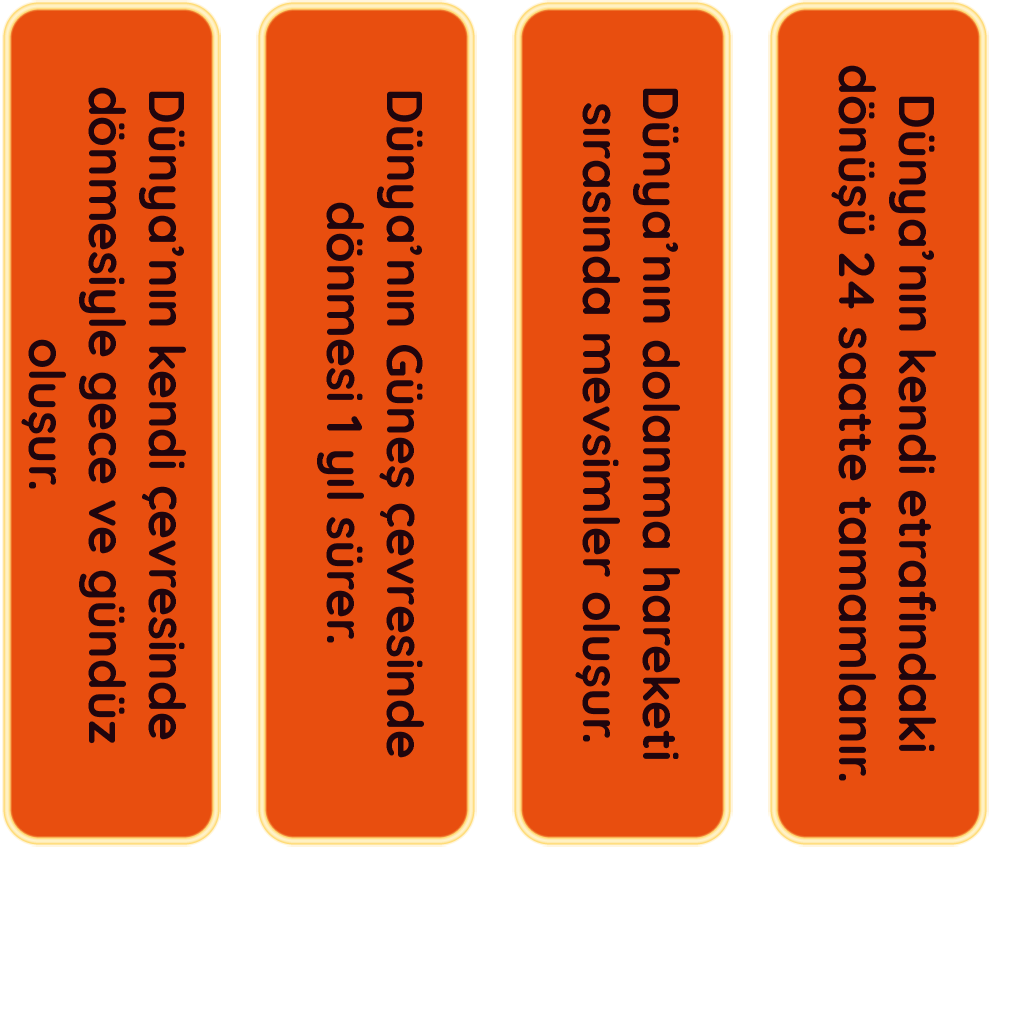 Dünya’nın kendi çevresinde
dönmesiyle gece ve gündüz
oluşur.
Dünya’nın Güneş çevresinde
dönmesi 1 yıl sürer.
Dünya’nın dolanma hareketi
sırasında mevsimler oluşur.
Dünya’nın kendi etrafındaki
dönüşü 24 saatte tamamlanır.